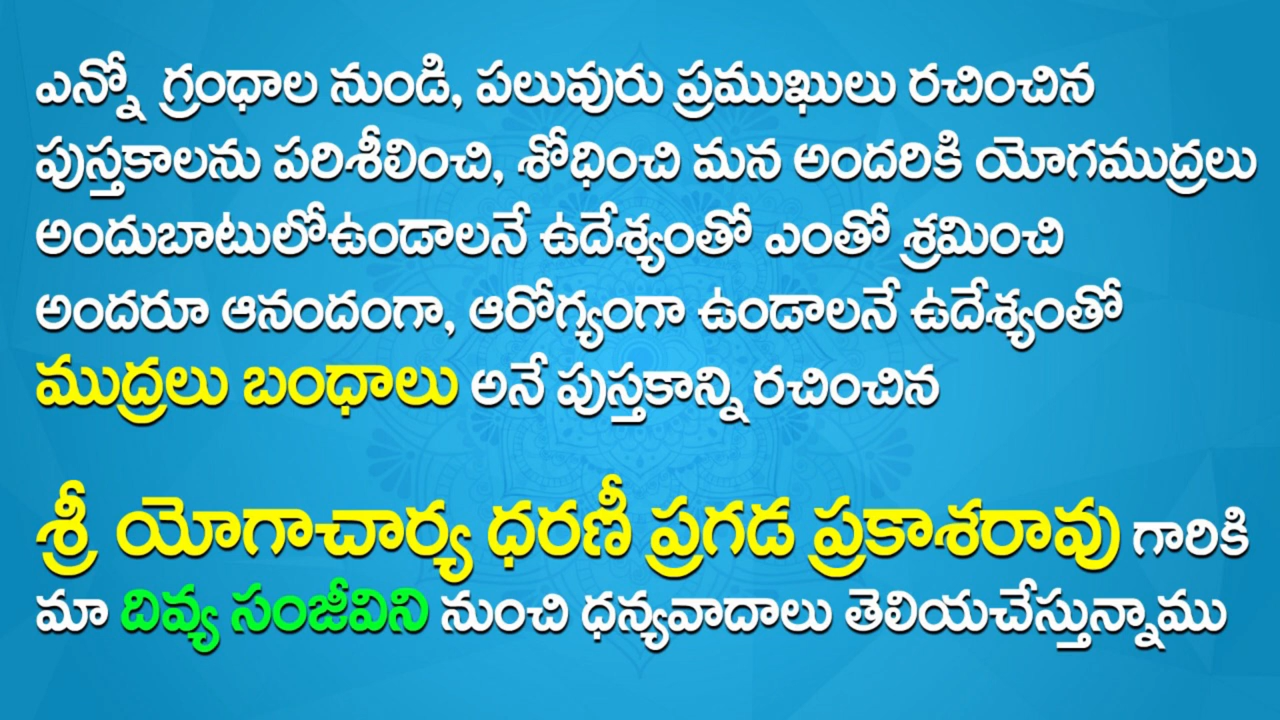 ఎన్నో గ్రంధాల నుండి, పలువురు ప్రముఖులు రచించిన
పుస్తకాలను పరిశీలించి, శోధించి మన అందరికి యోగముద్రలు
అందుబాటులోఉండాలనే ఉదేశ్యంతో ఎంతో శ్రమించి
అందరూ ఆనందంగా, ఆరోగ్యంగా ఉండాలనే ఉదేశ్యంతో
ముద్రలు బంధాలు అనే పుస్తకాన్ని రచించిన
శ్రీ యోగాచార్య ధరణీ ప్రగడ ప్రకాశరావు గారికి
మా దివ్య సంజీవిని నుంచి ధన్యవాదాలు తెలియచేస్తున్నాము